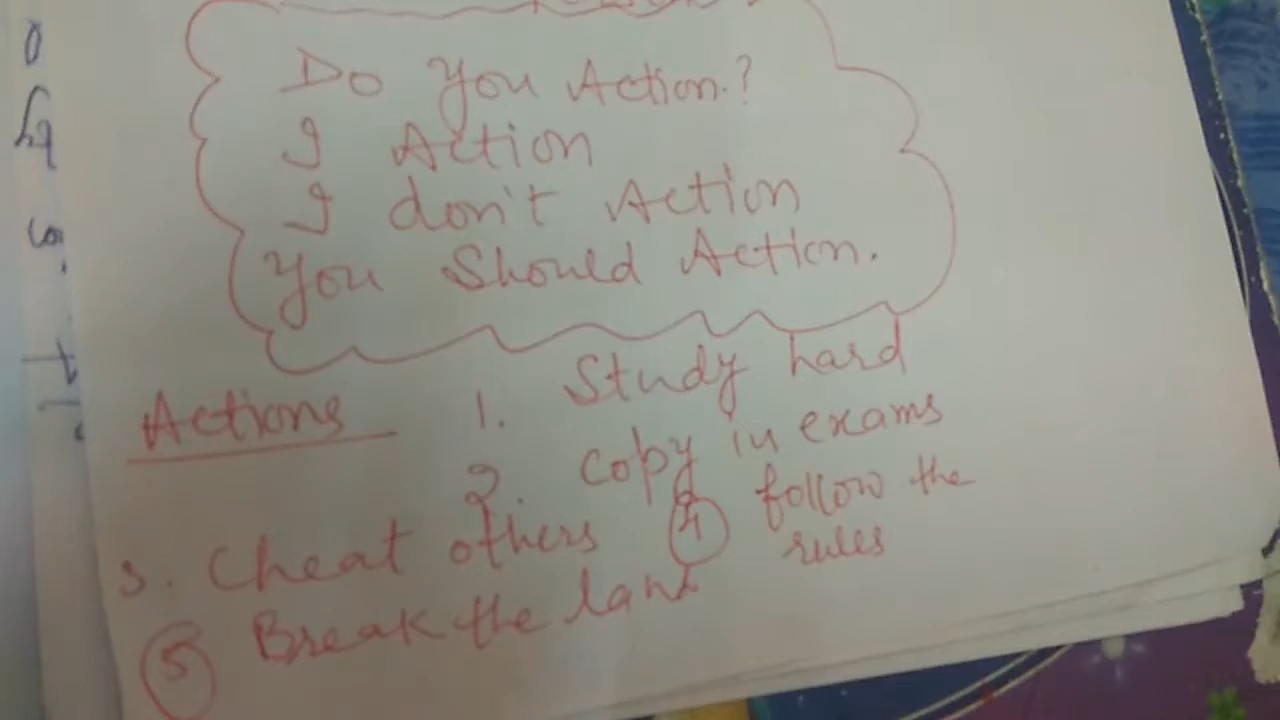 Do you Action.?
I Action
I don't Action
You Should Action.
Actions 1. Study hard
2. copy in exams
3. Cheat others 4 follow the rules
5 Break the law